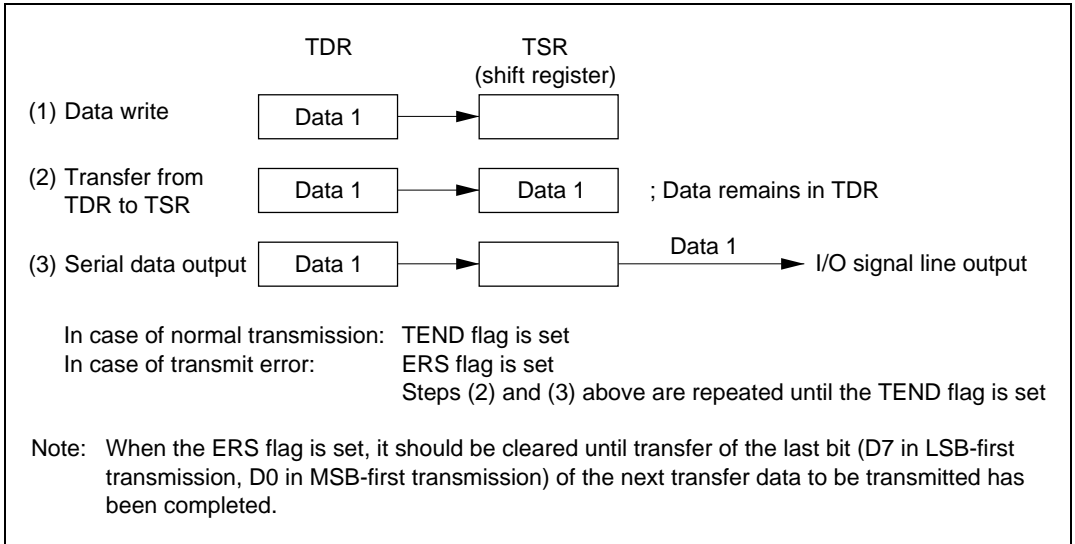 TDR TSR
(shift register)
(1) Data write Data 1
(2) Transfer from
TDR to TSR Data 1 Data 1 ; Data remains in TDR
(3) Serial data output Data 1 Data 1 I/O signal line output
In case of normal transmission: TEND flag is set
In case of transmit error: ERS flag is set
Steps (2) and (3) above are repeated until the TEND flag is set
Note: When the ERS flag is set, it should be cleared until transfer of the last bit (D7 in LSB-first
transmission, D0 in MSB-first transmission) of the next transfer data to be transmitted has
been completed.